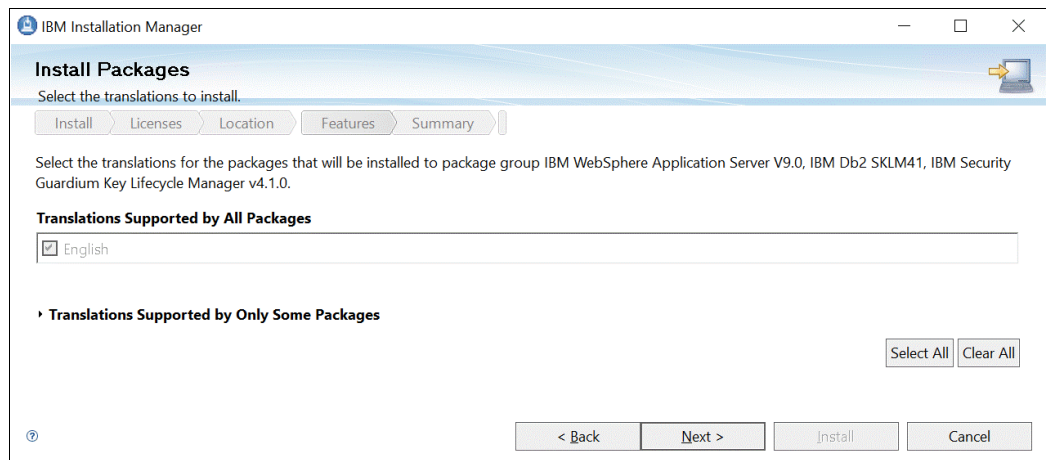 IBM Installation Manager
Install Packages
Select the translations to install.
Install Licenses Location Features Summary
Select the translations for the packages that will be installed to package group IBM WebSphere Application Server V9.0, IBM Db2 SKLM41, IBM Security
Guardium Key Lifecycle Manager v4.1.0.
Translations Supported by All Packages
English
Translations Supported by Only Some Packages
Select All Clear All
? < Back Next > Install Cancel